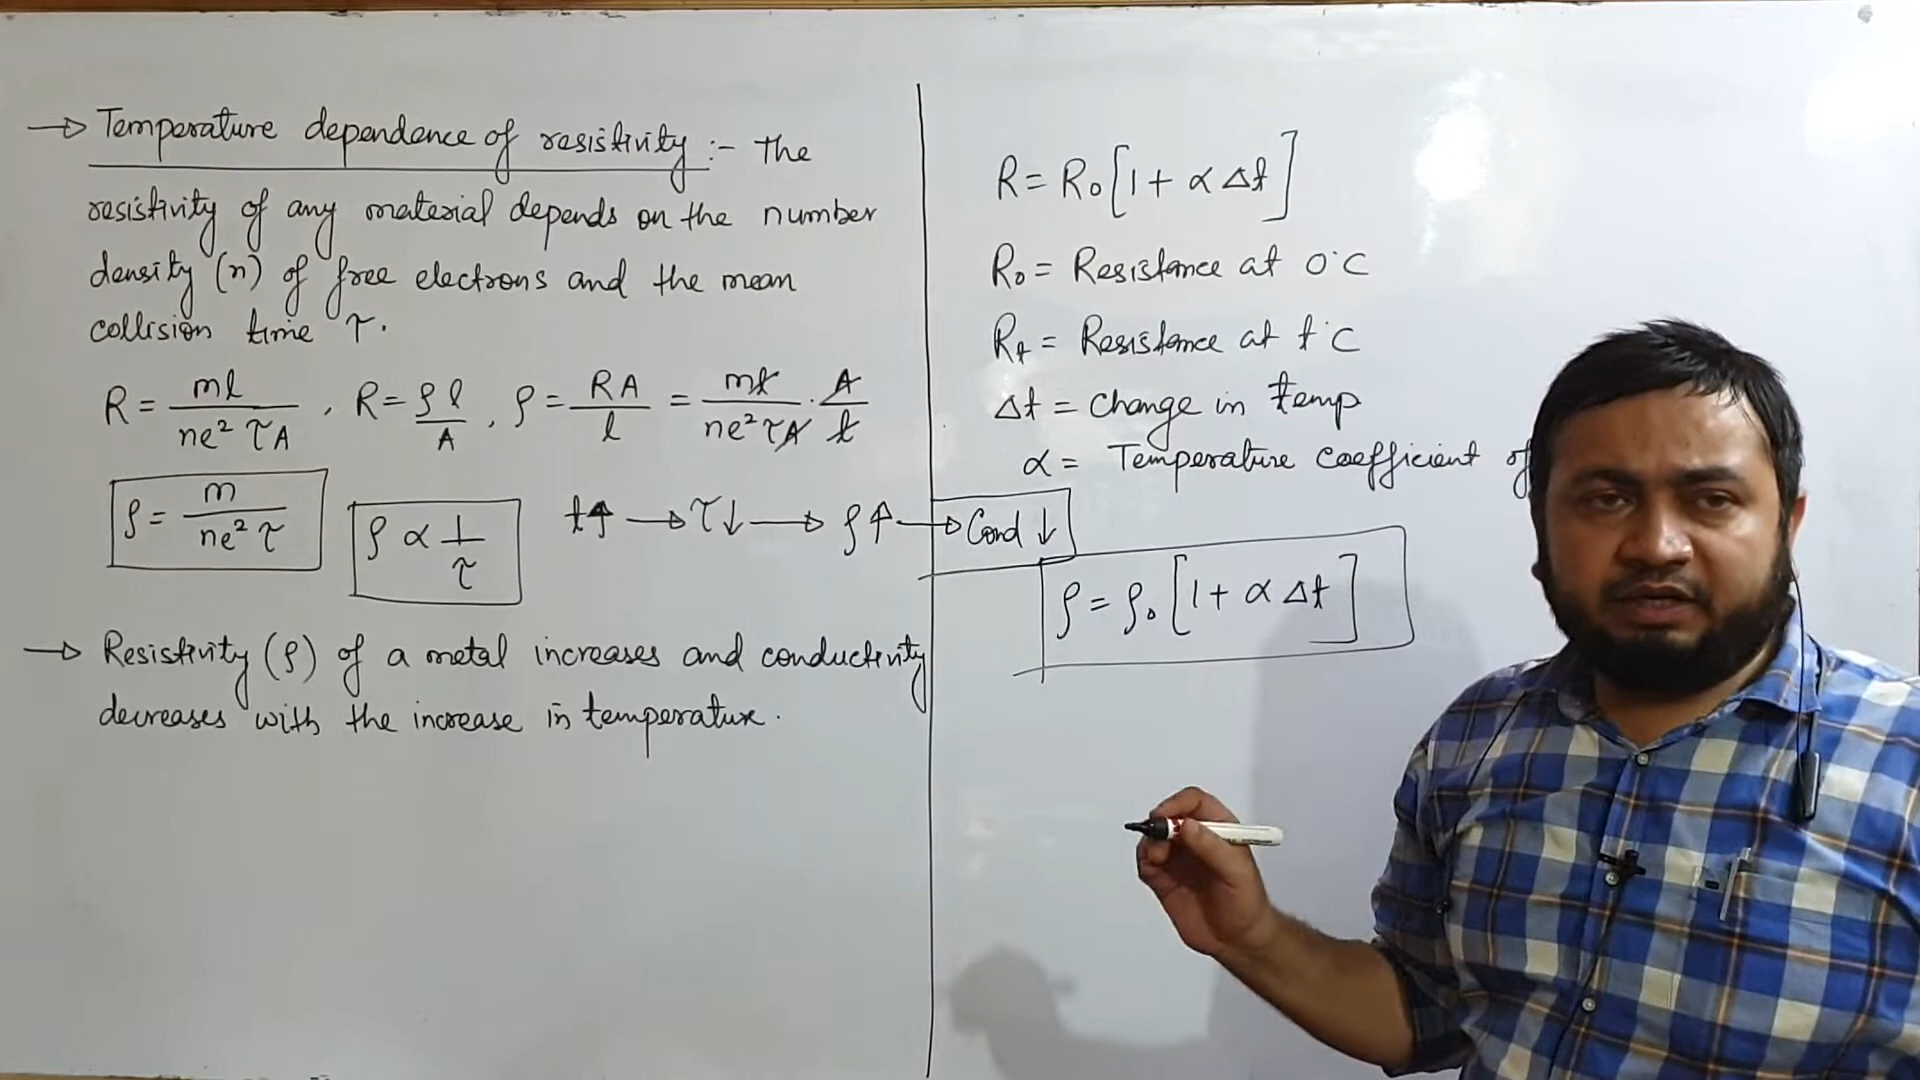 → Temperature dependence of resistivity :- The
resistivity of any material depends on the number
density (n) of free electrons and the mean
collision time τ.
R = ml / ne² τA , R = ρl / A , ρ = RA / l = ml / ne²τA · A / l
ρ = m / ne² τ
ρ ∝ 1 / τ
t↑ → τ↓ → ρ↑ → Cond ↓
→ Resistivity (ρ) of a metal increases and conductivity
decreases with the increase in temperature.
R = R₀ [1 + α Δt]
R₀ = Resistance at 0°C
Rt = Resistance at t°C
Δt = Change in temp
α = Temperature coefficient of
ρ = ρ₀ [1 + α Δt]